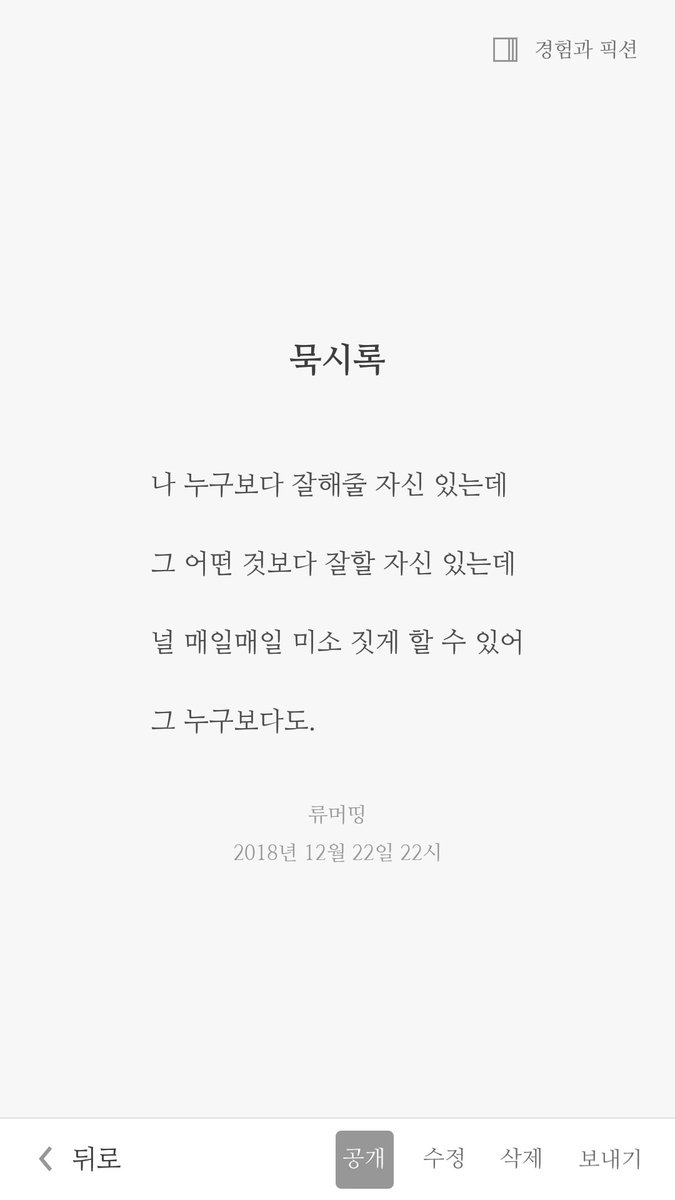 경험과 픽션
묵시록
나 누구보다 잘해줄 자신 있는데
그 어떤 것보다 잘할 자신 있는데
널 매일매일 미소 짓게 할 수 있어
그 누구보다도.
류머띵
2018년 12월 22일 22시
뒤로 공개 수정 삭제 보내기